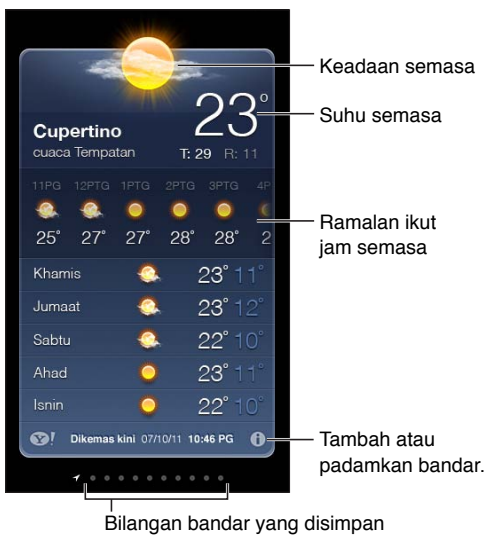 Keadaan semasa
23°
Suhu semasa
Cupertino
cuaca Tempatan
T: 29 R: 11
11PG 12PTG 1PTG 2PTG 3PTG 4P
25° 27° 27° 28° 28° 2
Ramalan ikut
jam semasa
Khamis 23° 11°
Jumaat 23° 12°
Sabtu 22° 10°
Ahad 23° 11°
Isnin 22° 10°
Y! Dikemas kini 07/10/11 10:46 PG i
Tambah atau
padamkan bandar.
Bilangan bandar yang disimpan